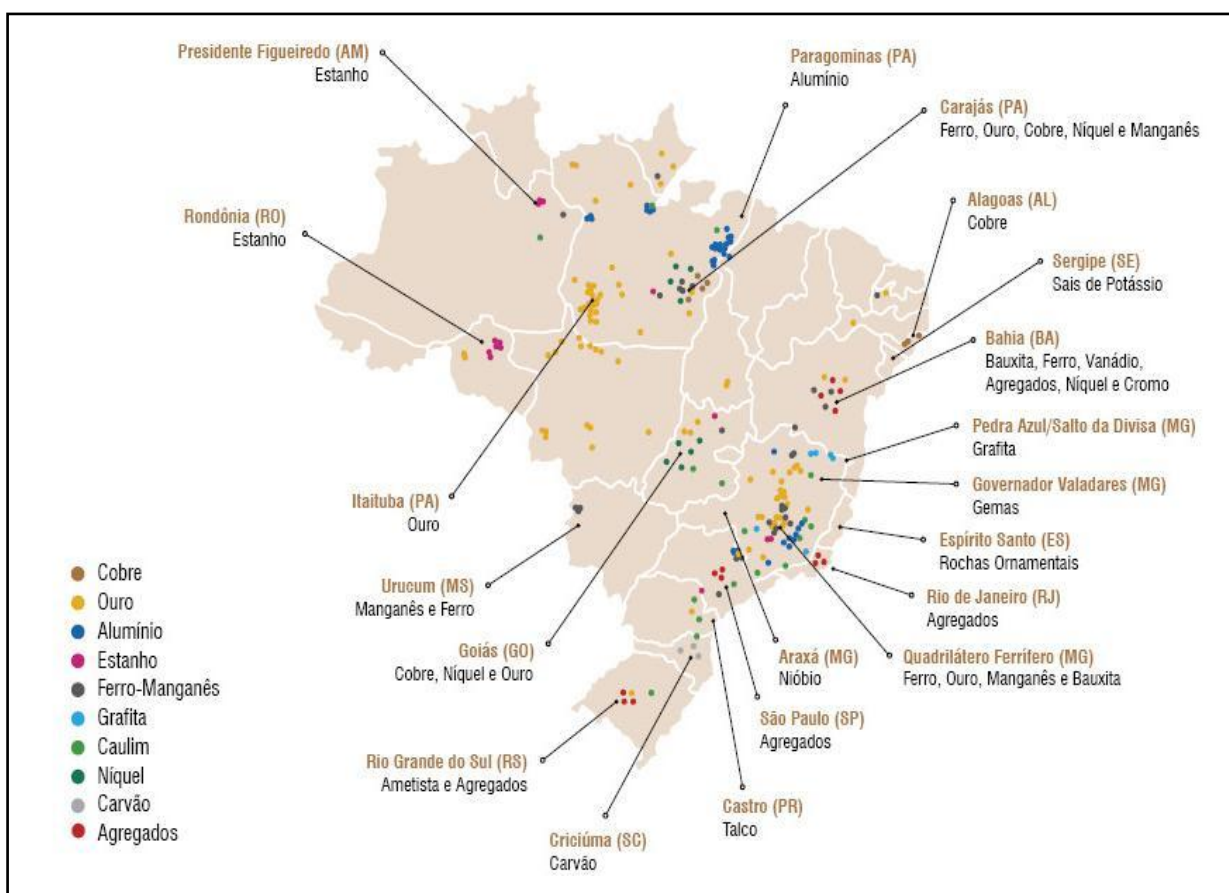 Presidente Figueiredo (AM)
Estanho
Paragominas (PA)
Alumínio
Carajás (PA)
Ferro, Ouro, Cobre, Níquel e Manganês
Rondônia (RO)
Estanho
Alagoas (AL)
Cobre
Sergipe (SE)
Sais de Potássio
Bahia (BA)
Bauxita, Ferro, Vanádio,
Agregados, Níquel e Cromo
Pedra Azul/Salto da Divisa (MG)
Grafita
Governador Valadares (MG)
Gemas
Itaituba (PA)
Ouro
Espírito Santo (ES)
Rochas Ornamentais
Urucum (MS)
Manganês e Ferro
Rio de Janeiro (RJ)
Agregados
Goiás (GO)
Cobre, Níquel e Ouro
Araxá (MG)
Nióbio
Quadrilátero Ferrífero (MG)
Ferro, Ouro, Manganês e Bauxita
São Paulo (SP)
Agregados
Rio Grande do Sul (RS)
Ametista e Agregados
Castro (PR)
Talco
Criciúma (SC)
Carvão
Cobre
Ouro
Alumínio
Estanho
Ferro-Manganês
Grafita
Caulim
Níquel
Carvão
Agregados